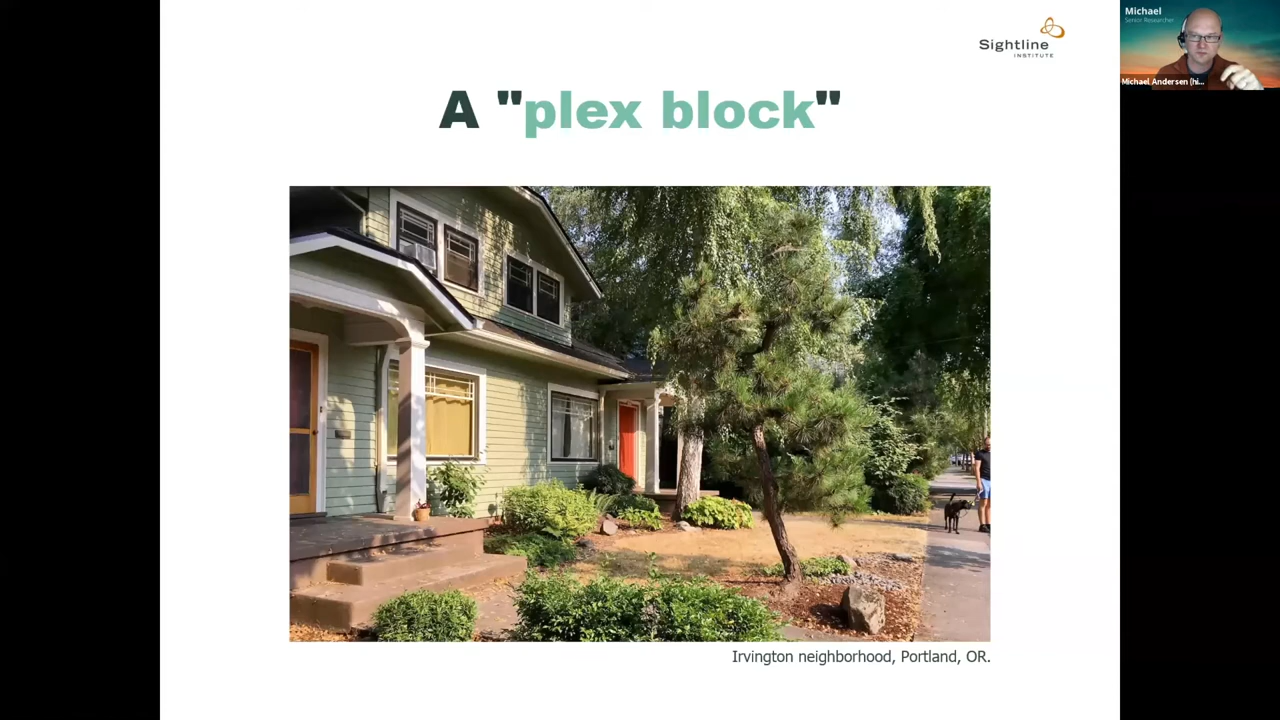 Sightline
INSTITUTE
Michael
Senior Researcher
Michael Andersen (hi...
A "plex block"
Irvington neighborhood, Portland, OR.